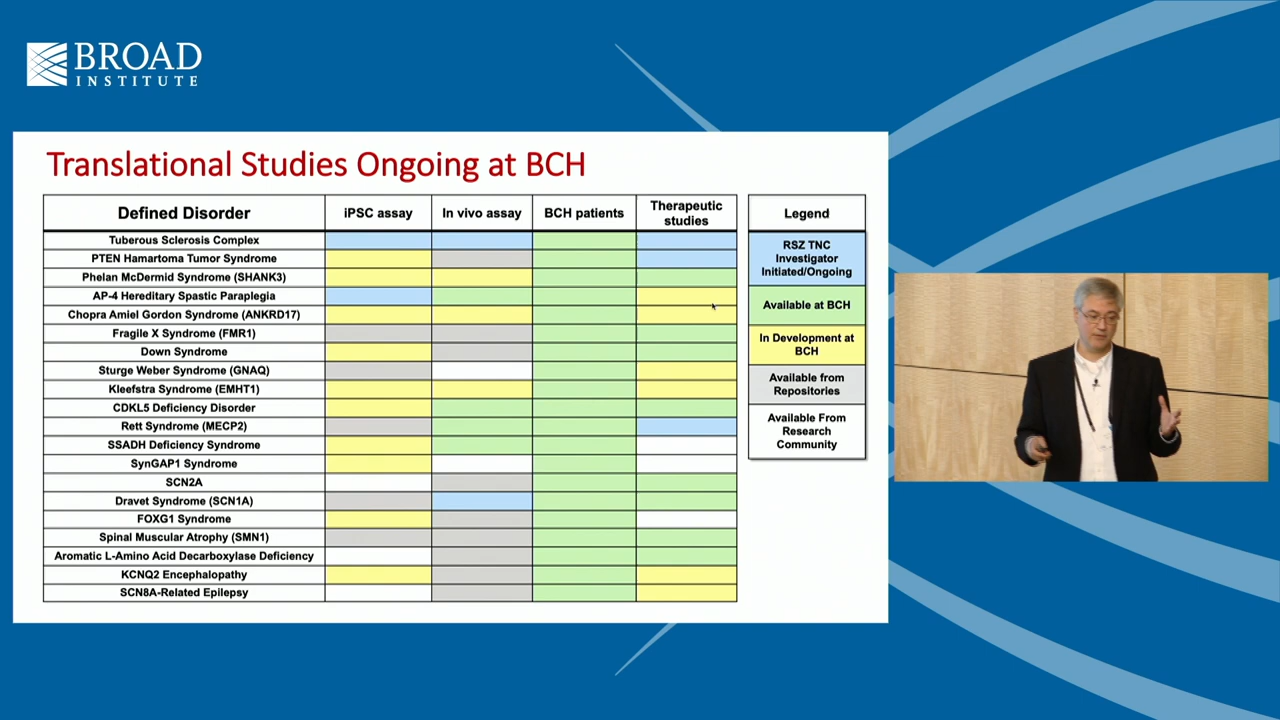 BROAD
INSTITUTE
Translational Studies Ongoing at BCH
Defined Disorder
iPSC assay
In vivo assay
BCH patients
Therapeutic
studies
Tuberous Sclerosis Complex
PTEN Hamartoma Tumor Syndrome
Phelan McDermid Syndrome (SHANK3)
AP-4 Hereditary Spastic Paraplegia
Chopra Amiel Gordon Syndrome (ANKRD17)
Fragile X Syndrome (FMR1)
Down Syndrome
Sturge Weber Syndrome (GNAQ)
Kleefstra Syndrome (EMHT1)
CDKL5 Deficiency Disorder
Rett Syndrome (MECP2)
SSADH Deficiency Syndrome
SynGAP1 Syndrome
SCN2A
Dravet Syndrome (SCN1A)
FOXG1 Syndrome
Spinal Muscular Atrophy (SMN1)
Aromatic L-Amino Acid Decarboxylase Deficiency
KCNQ2 Encephalopathy
SCN8A-Related Epilepsy
Legend
RSZ TNC
Investigator
Initiated/Ongoing
Available at BCH
In Development at
BCH
Available from
Repositories
Available From
Research
Community